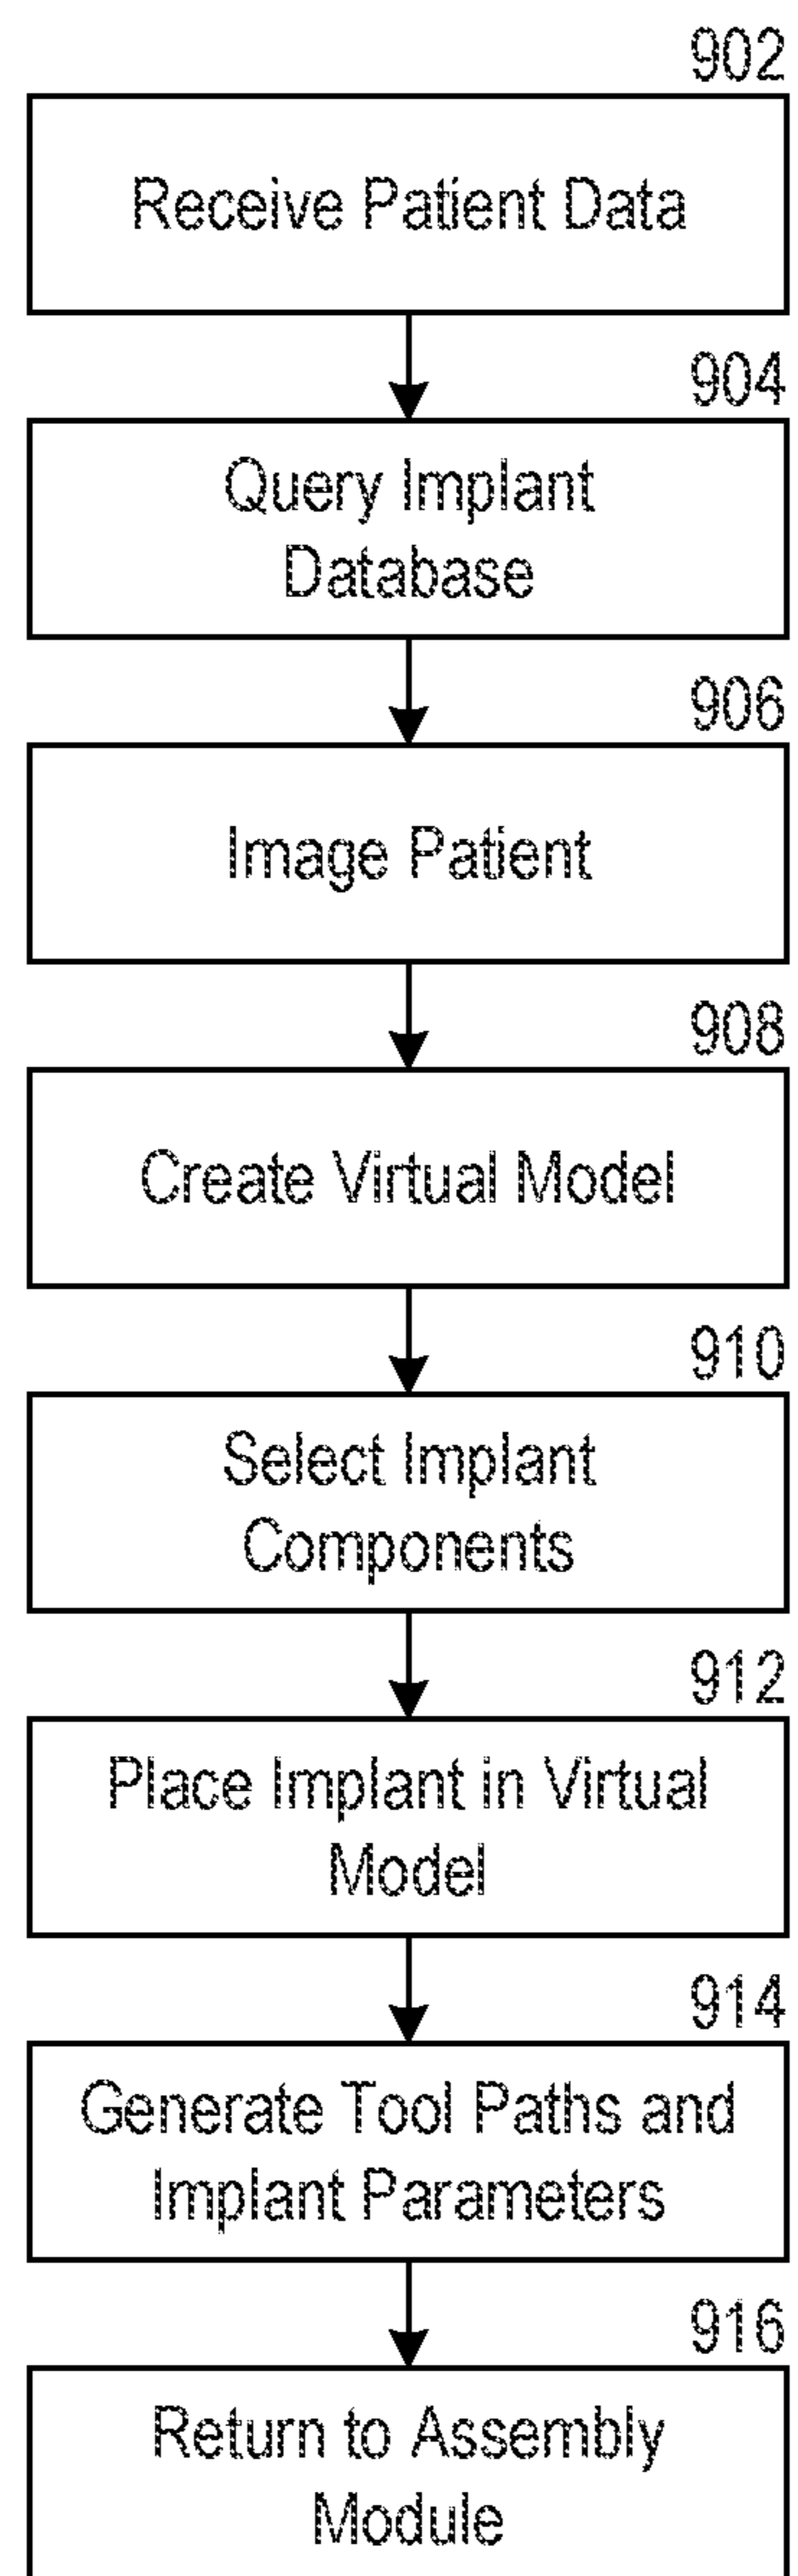 902
Receive Patient Data
904
Query Implant
Database
906
Image Patient
908
Create Virtual Model
910
Select Implant
Components
912
Place Implant in Virtual
Model
914
Generate Tool Paths and
Implant Parameters
916
Return to Assembly
Module